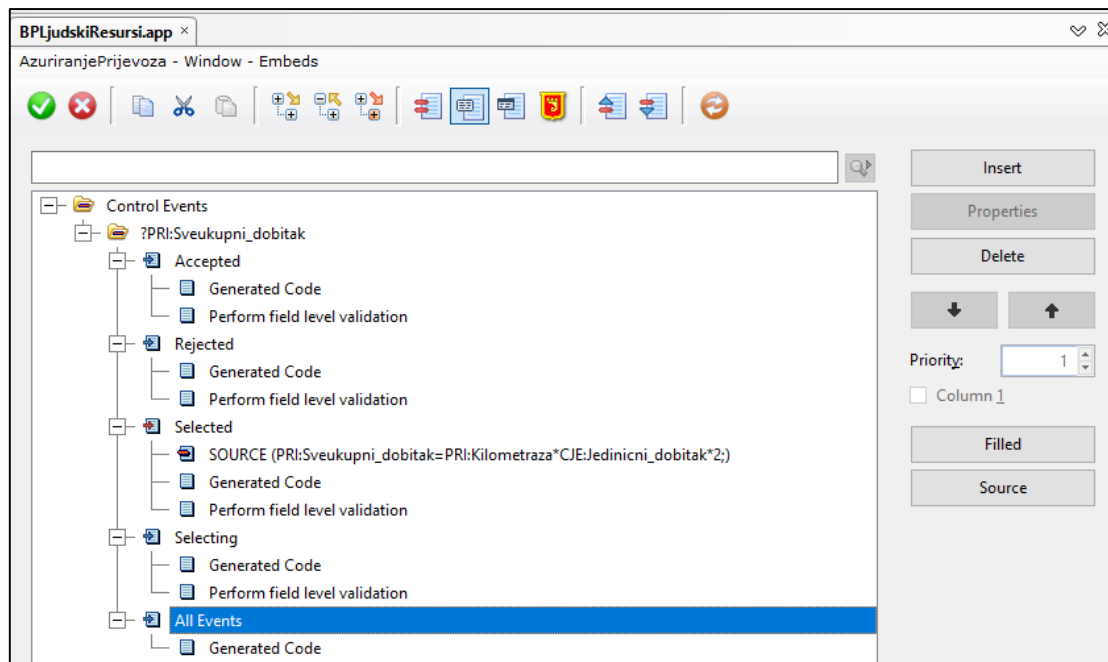 BPLjudskiResursi.app ×
AzuriranjePrijevoza - Window - Embeds
Insert
Control Events
Properties
?PRI:Sveukupni_dobitak
Accepted
Delete
Generated Code
Perform field level validation
Rejected
Priority: 1
Generated Code
Column 1
Perform field level validation
Selected
Filled
SOURCE (PRI:Sveukupni_dobitak=PRI:Kilometraza*CJE:Jedinicni_dobitak*2;)
Generated Code
Source
Perform field level validation
Selecting
Generated Code
Perform field level validation
All Events
Generated Code